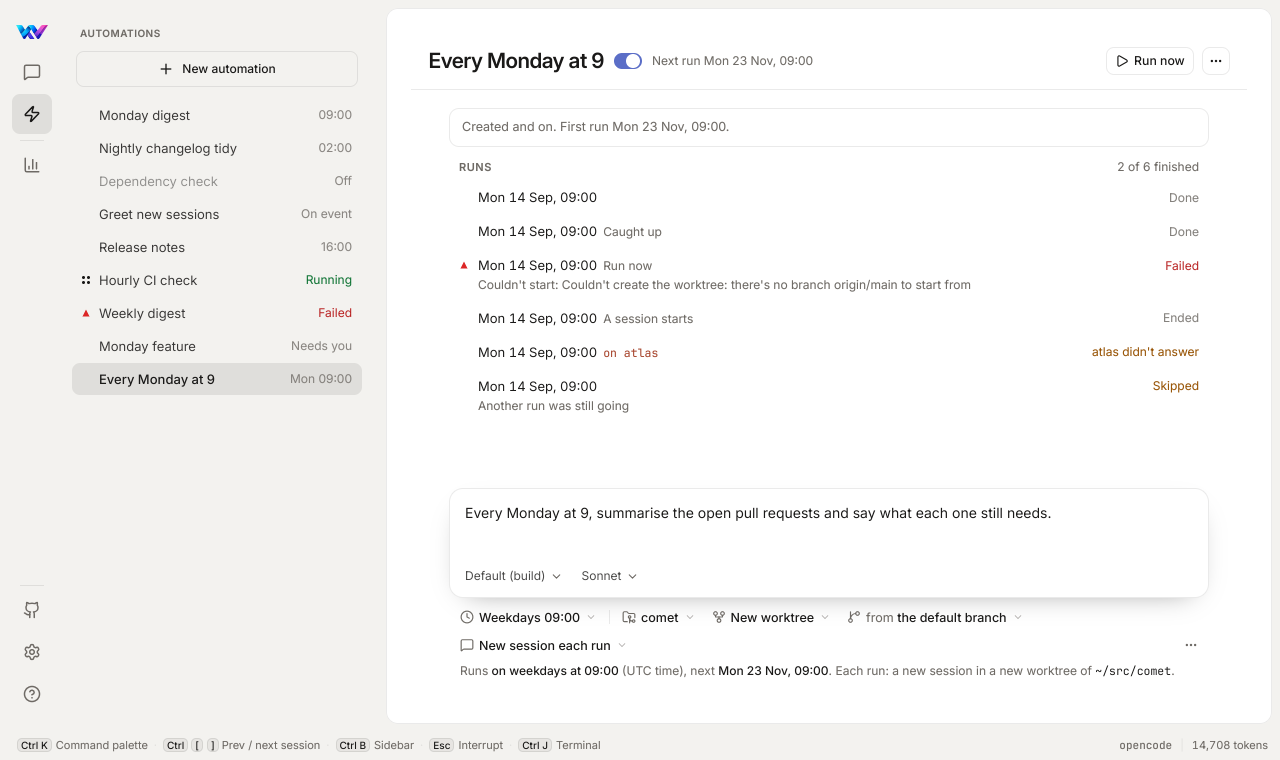 AUTOMATIONS
New automation
Monday digest 09:00
Nightly changelog tidy 02:00
Dependency check Off
Greet new sessions On event
Release notes 16:00
Hourly CI check Running
Weekly digest Failed
Monday feature Needs you
Every Monday at 9 Mon 09:00
Every Monday at 9 Next run Mon 23 Nov, 09:00 Run now
Created and on. First run Mon 23 Nov, 09:00.
RUNS 2 of 6 finished
Mon 14 Sep, 09:00 Done
Mon 14 Sep, 09:00 Caught up Done
Mon 14 Sep, 09:00 Run now Failed
Couldn't start: Couldn't create the worktree: there's no branch origin/main to start from
Mon 14 Sep, 09:00 A session starts Ended
Mon 14 Sep, 09:00 on atlas atlas didn't answer
Mon 14 Sep, 09:00 Skipped
Another run was still going
Every Monday at 9, summarise the open pull requests and say what each one still needs.
Default (build) Sonnet
Weekdays 09:00 comet New worktree from the default branch
New session each run
Runs on weekdays at 09:00 (UTC time), next Mon 23 Nov, 09:00. Each run: a new session in a new worktree of ~/src/comet.
Ctrl K Command palette Ctrl [ ] Prev / next session Ctrl B Sidebar Esc Interrupt Ctrl J Terminal opencode 14,708 tokens